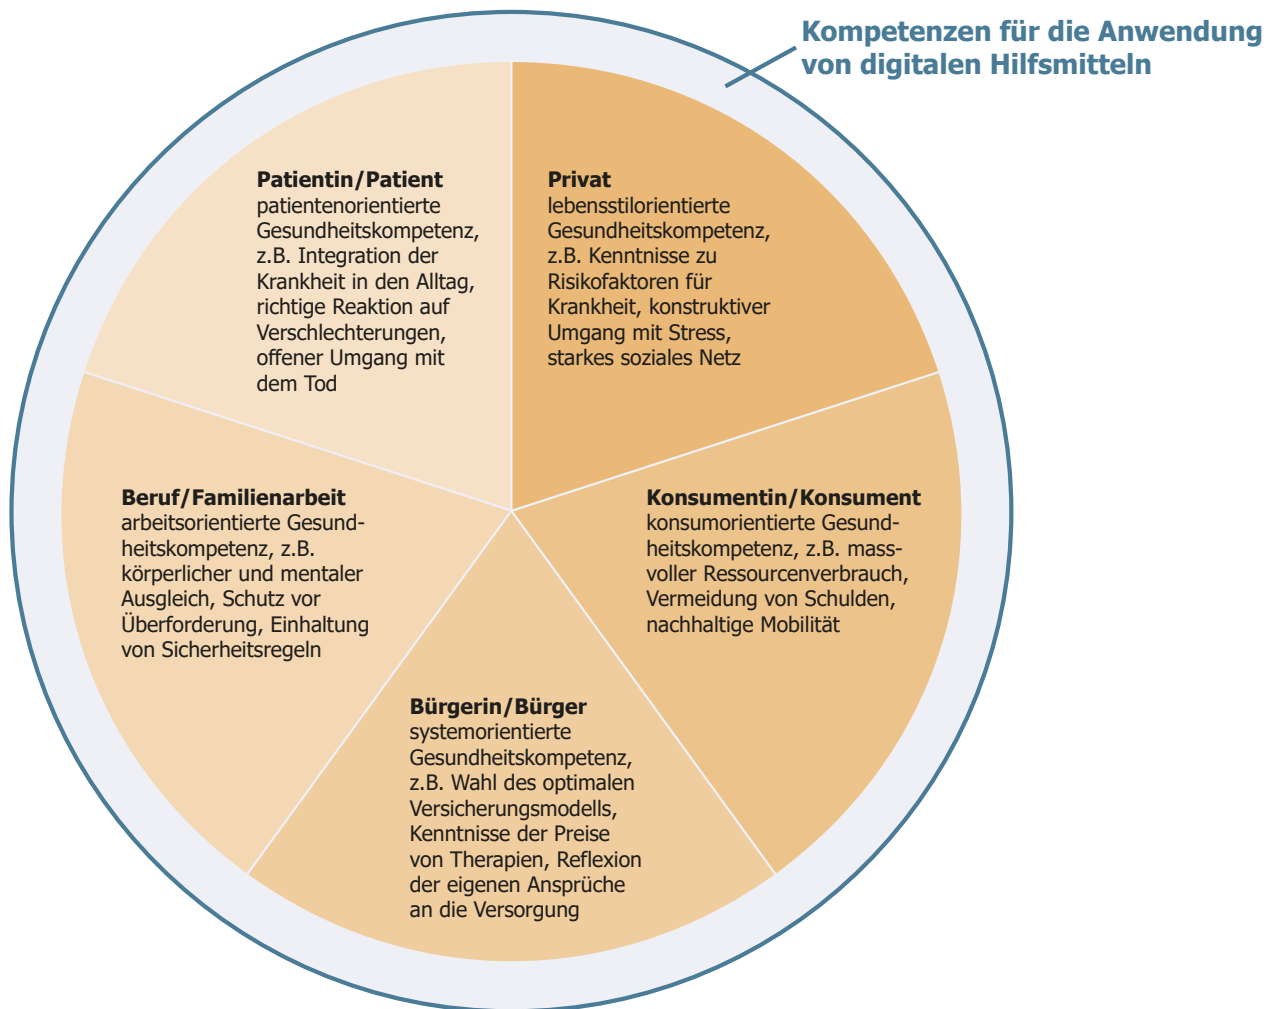 Kompetenzen für die Anwendung
von digitalen Hilfsmitteln
Patientin/Patient
patientenorientierte
Gesundheitskompetenz,
z.B. Integration der
Krankheit in den Alltag,
richtige Reaktion auf
Verschlechterungen,
offener Umgang mit
dem Tod
Privat
lebensstilorientierte
Gesundheitskompetenz,
z.B. Kenntnisse zu
Risikofaktoren für
Krankheit, konstruktiver
Umgang mit Stress,
starkes soziales Netz
Beruf/Familienarbeit
arbeitsorientierte Gesund-
heitskompetenz, z.B.
körperlicher und mentaler
Ausgleich, Schutz vor
Überforderung, Einhaltung
von Sicherheitsregeln
Konsumentin/Konsument
konsumorientierte Gesund-
heitskompetenz, z.B. mass-
voller Ressourcenverbrauch,
Vermeidung von Schulden,
nachhaltige Mobilität
Bürgerin/Bürger
systemorientierte
Gesundheitskompetenz,
z.B. Wahl des optimalen
Versicherungsmodells,
Kenntnisse der Preise
von Therapien, Reflexion
der eigenen Ansprüche
an die Versorgung